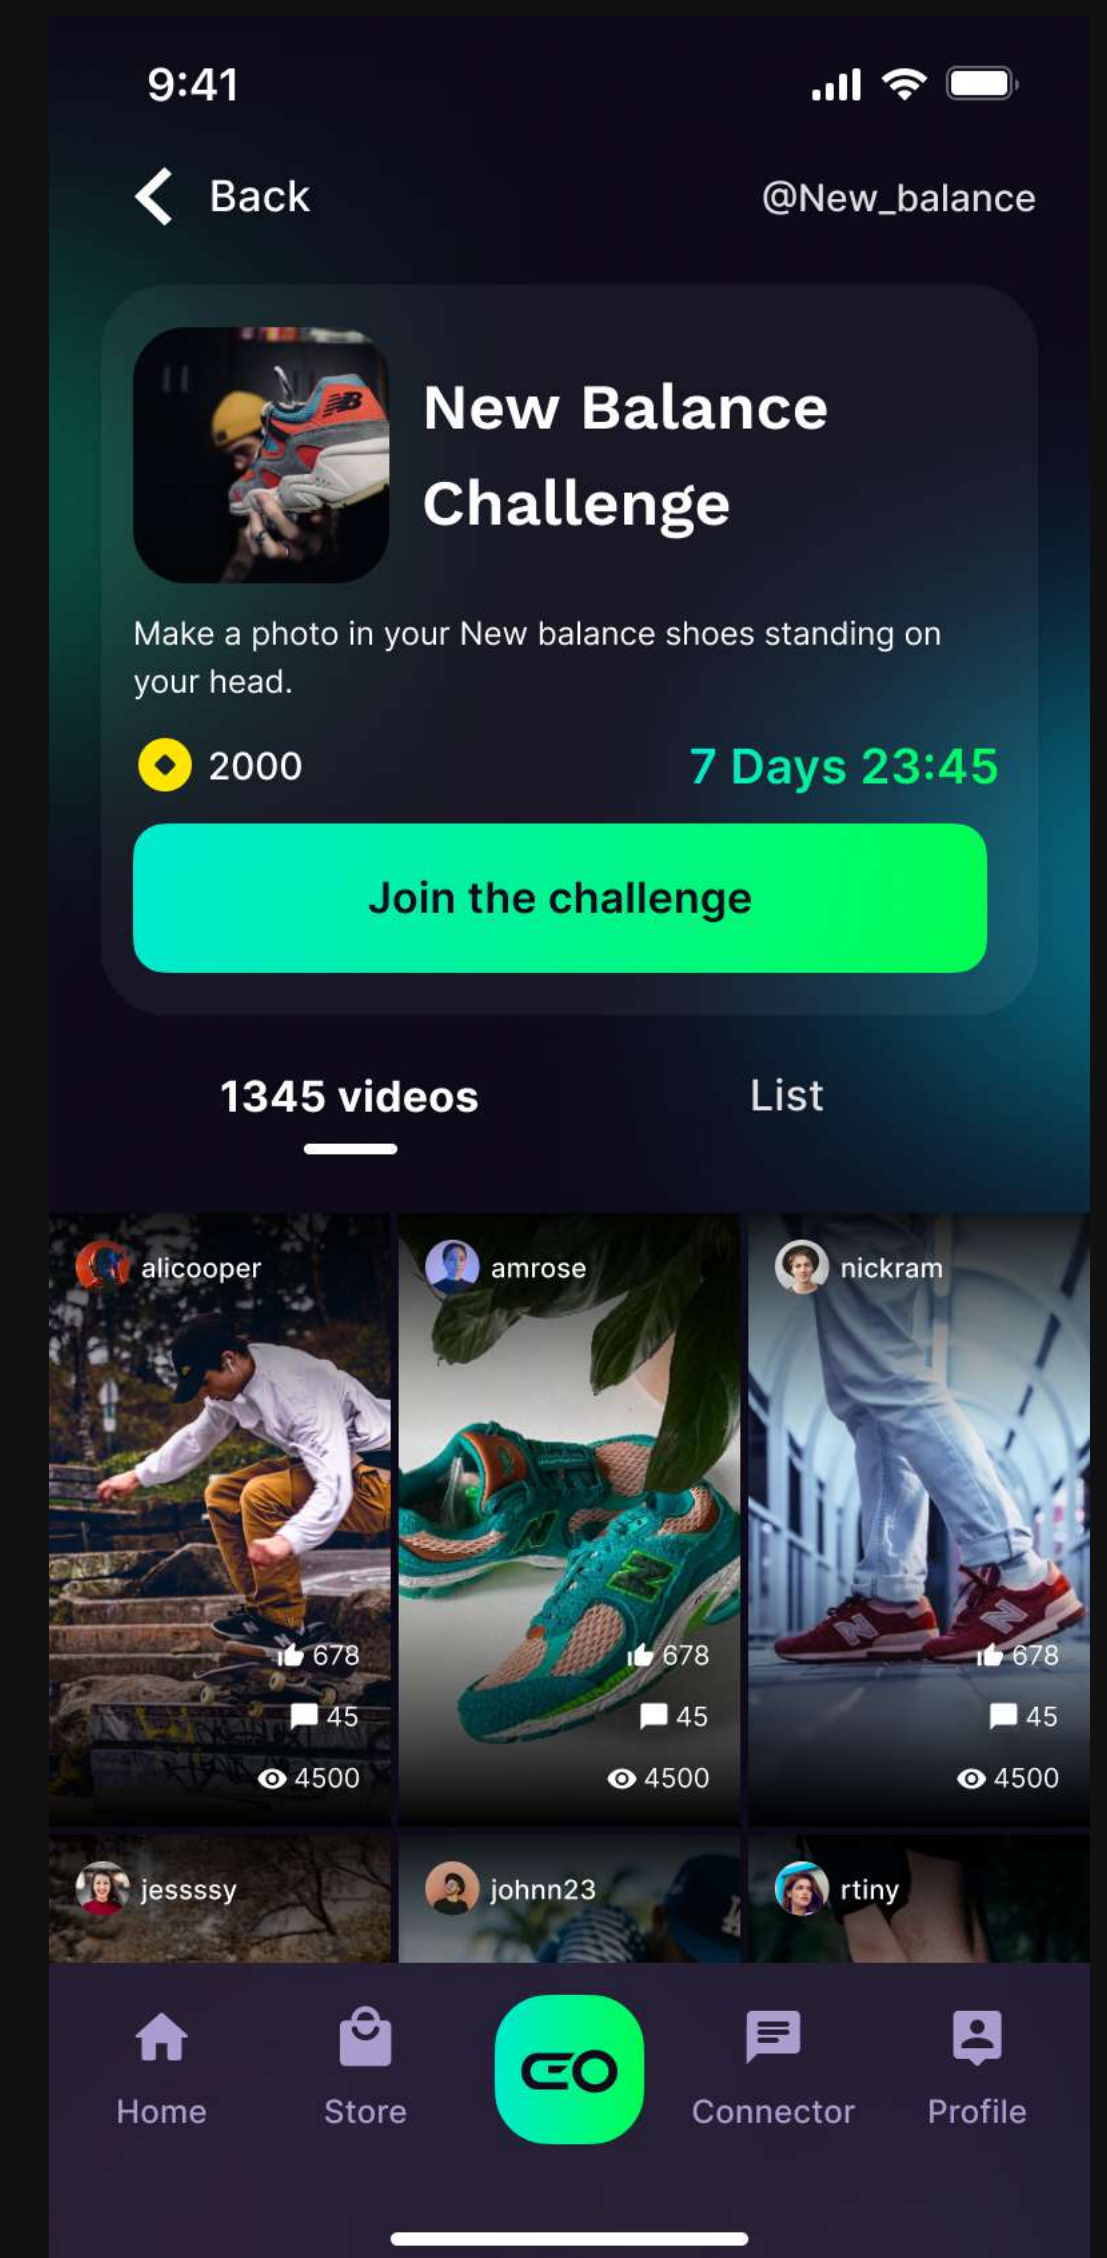 9:41
Back
@New_balance
New Balance
Challenge
Make a photo in your New balance shoes standing on
your head.
2000
7 Days 23:45
Join the challenge
1345 videos
List
alicooper
amrose
nickram
678
678
678
45
45
45
4500
4500
4500
jessssy
johnn23
rtiny
Home
Store
Connector
Profile